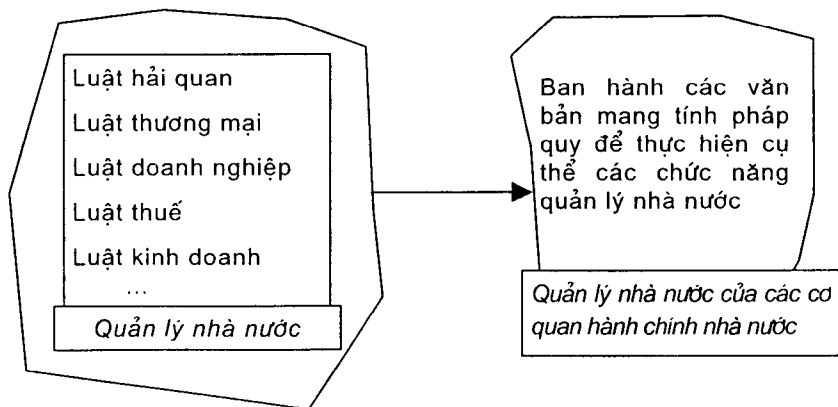 Luật hải quan
Luật thương mại
Luật doanh nghiệp
Luật thuế
Luật kinh doanh
...
Quản lý nhà nước
Ban hành các văn
bản mang tính pháp
quy để thực hiện cụ
thể các chức năng
quản lý nhà nước
Quản lý nhà nước của các cơ
quan hành chính nhà nước